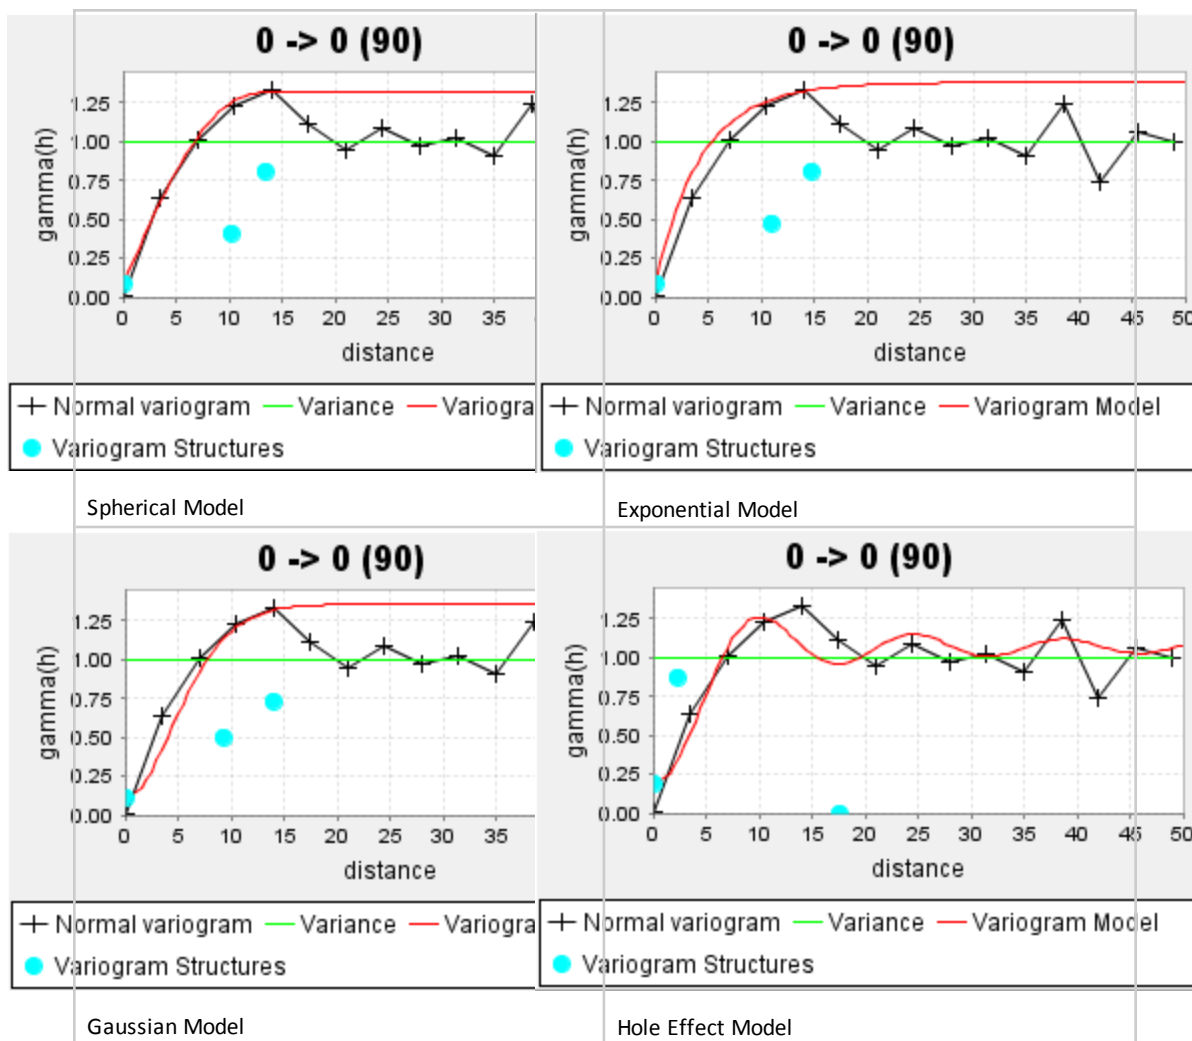 0 -> 0 (90)
1.25
1.00
0.75
0.50
0.25
0.00
gamma(h)
0 5 10 15 20 25 30 35
distance
Normal variogram Variance Variogra
Variogram Structures
Spherical Model
0 -> 0 (90)
1.25
1.00
0.75
0.50
0.25
0.00
gamma(h)
0 5 10 15 20 25 30 35 40 45 50
distance
Normal variogram Variance Variogram Model
Variogram Structures
Exponential Model
0 -> 0 (90)
1.25
1.00
0.75
0.50
0.25
0.00
gamma(h)
0 5 10 15 20 25 30 35
distance
Normal variogram Variance Variogra
Variogram Structures
Gaussian Model
0 -> 0 (90)
1.25
1.00
0.75
0.50
0.25
0.00
gamma(h)
0 5 10 15 20 25 30 35 40 45 50
distance
Normal variogram Variance Variogram Model
Variogram Structures
Hole Effect Model